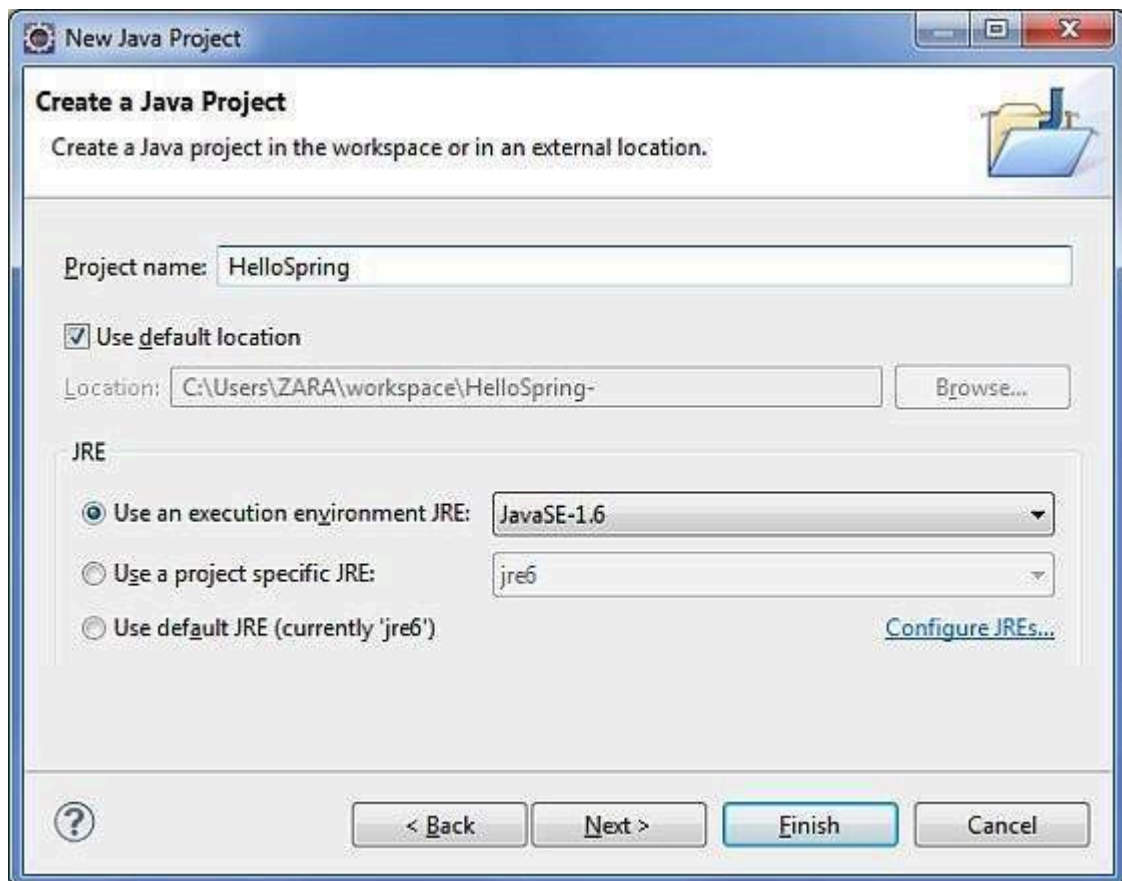 New Java Project
Create a Java Project
Create a Java project in the workspace or in an external location.
Project name: HelloSpring
Use default location
Location: C:\Users\ZARA\workspace\HelloSpring-
Browse...
JRE
Use an execution environment JRE: JavaSE-1.6
Use a project specific JRE: jre6
Use default JRE (currently 'jre6') Configure JREs...
? < Back Next > Finish Cancel